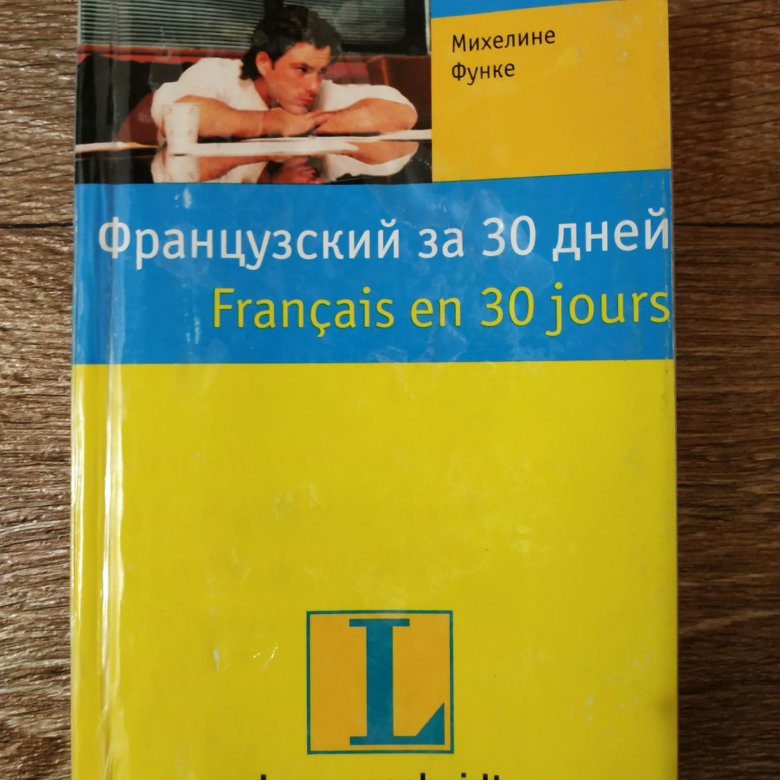 Михелине
Функе
Французский за 30 дней
Français en 30 jours
L